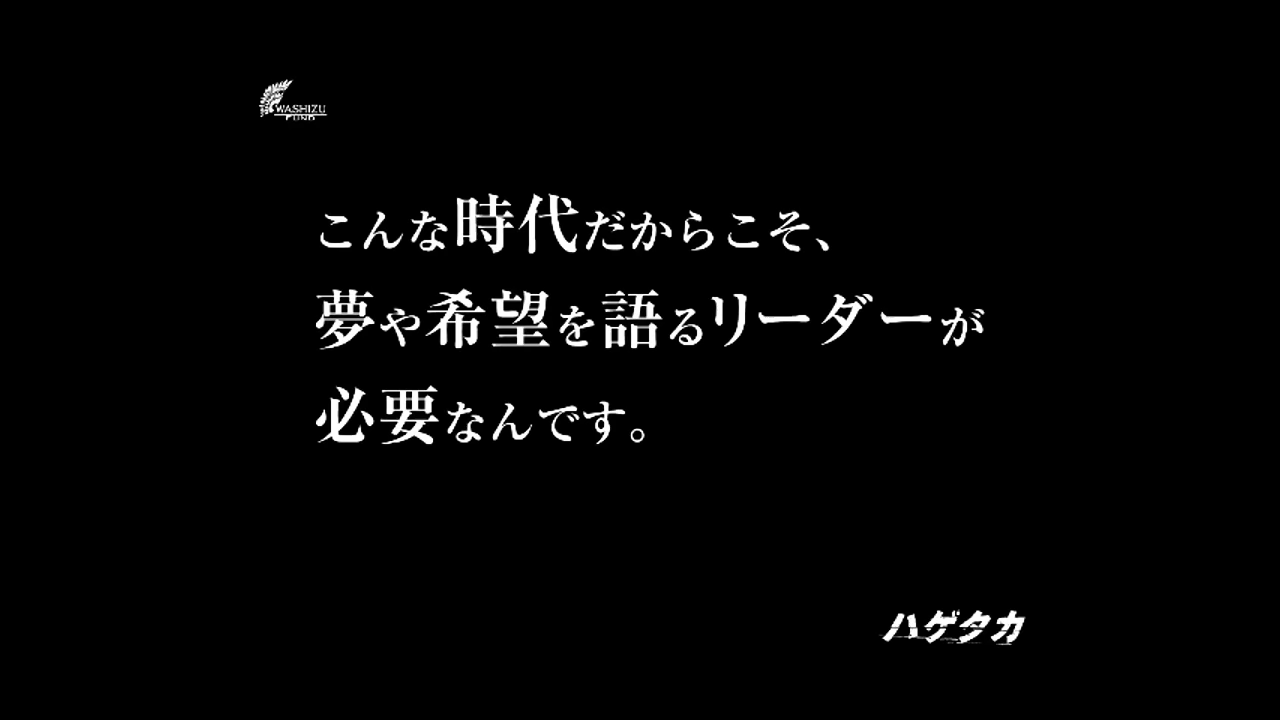 WASHIZU
FUND
こんな時代だからこそ、
夢や希望を語るリーダーが
必要なんです。
ハゲタカ